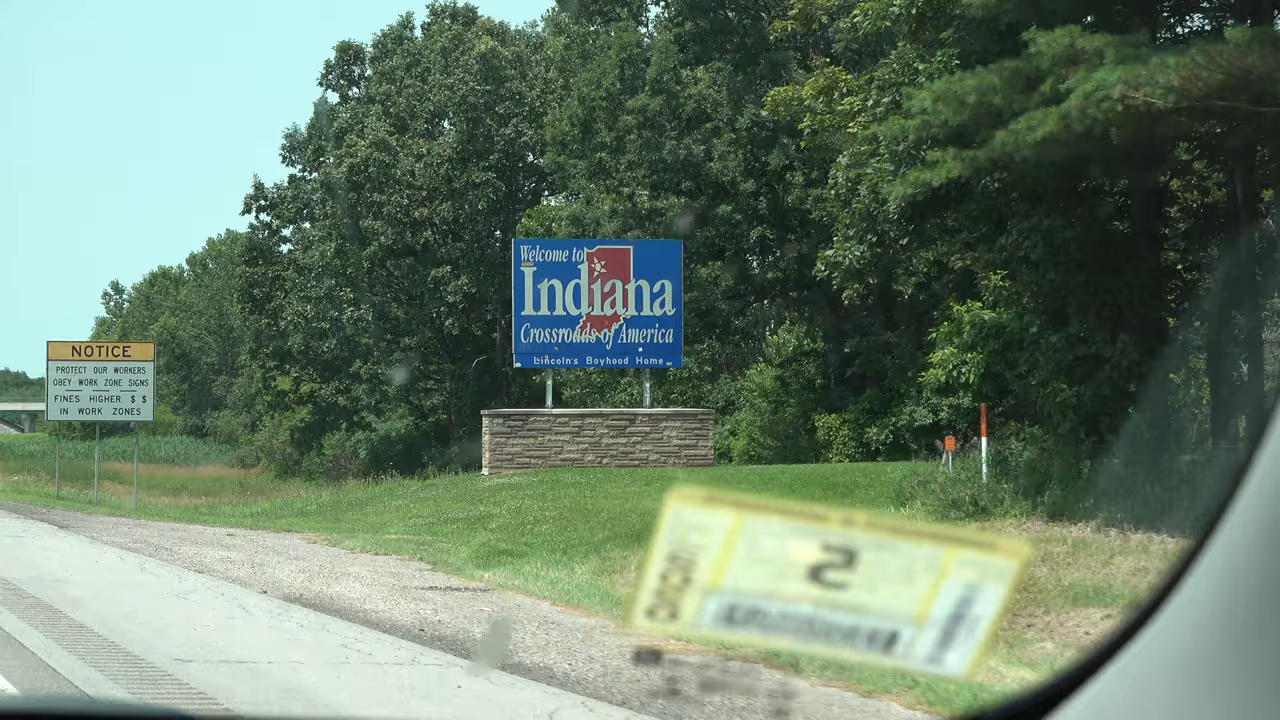 NOTICE
PROTECT OUR WORKERS
OBEY WORK ZONE SIGNS
FINES HIGHER $ $
IN WORK ZONES
Welcome to
Indiana
Crossroads of America
Lincoln's Boyhood Home